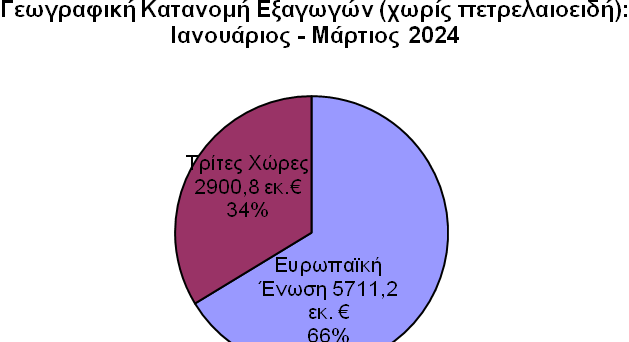 Γεωγραφική Κατανομή Εξαγωγών (χωρίς πετρελαιοειδή):
Ιανουάριος - Μάρτιος 2024
Τρίτες Χώρες
2900,8 εκ.€
34%
Ευρωπαϊκή
Ένωση 5711,2
εκ. €
66%